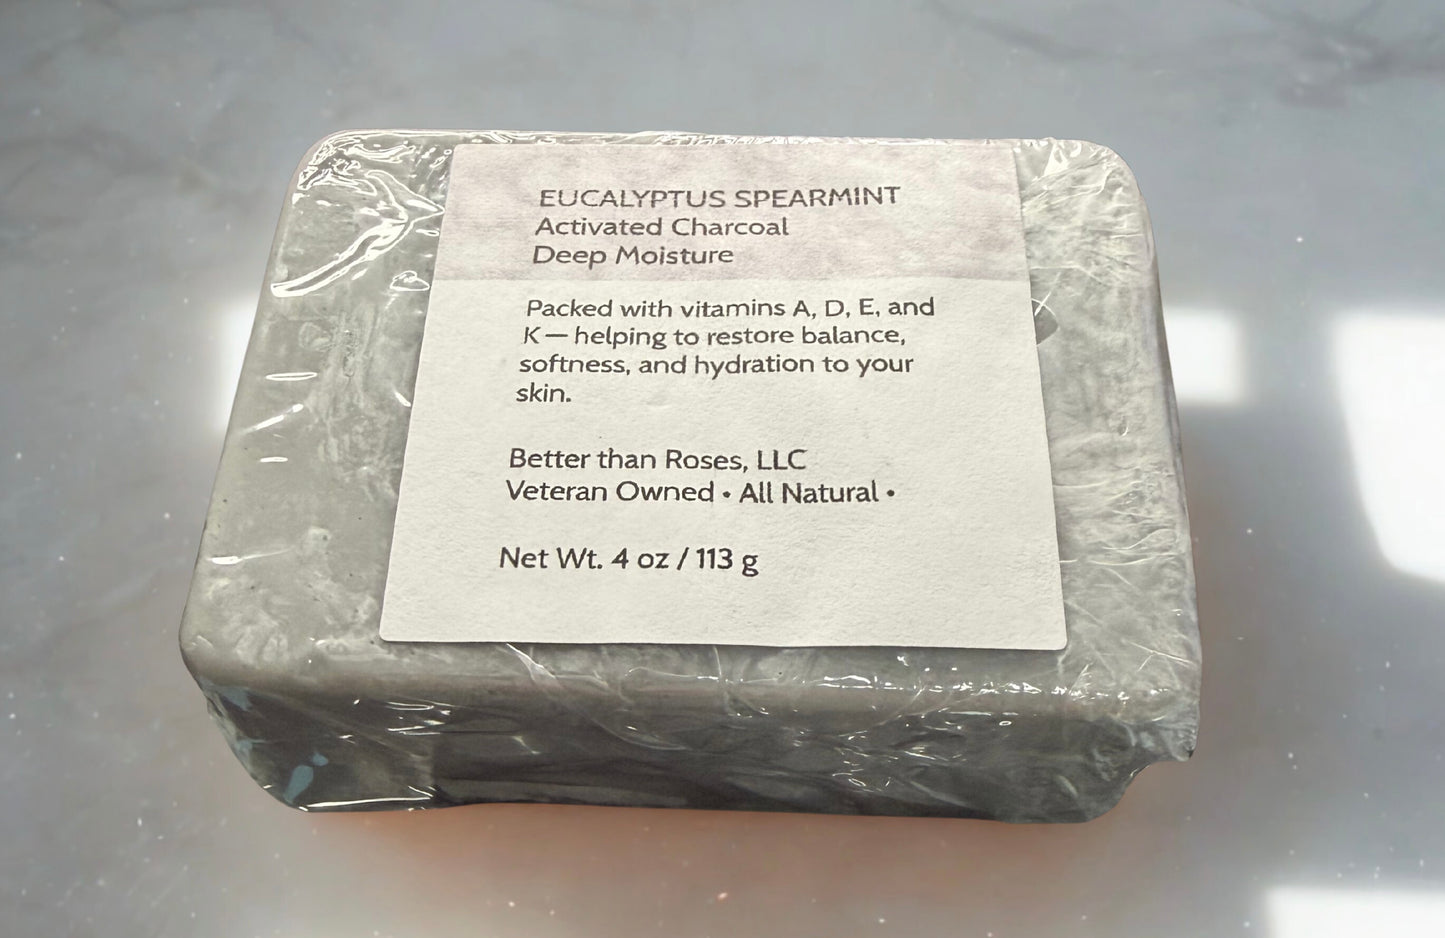 EUCALYPTUS SPEARMINT
Activated Charcoal
Deep Moisture
Packed with vitamins A, D, E, and
K — helping to restore balance,
softness, and hydration to your
skin.
Better than Roses, LLC
Veteran Owned • All Natural •
Net Wt. 4 oz / 113 g